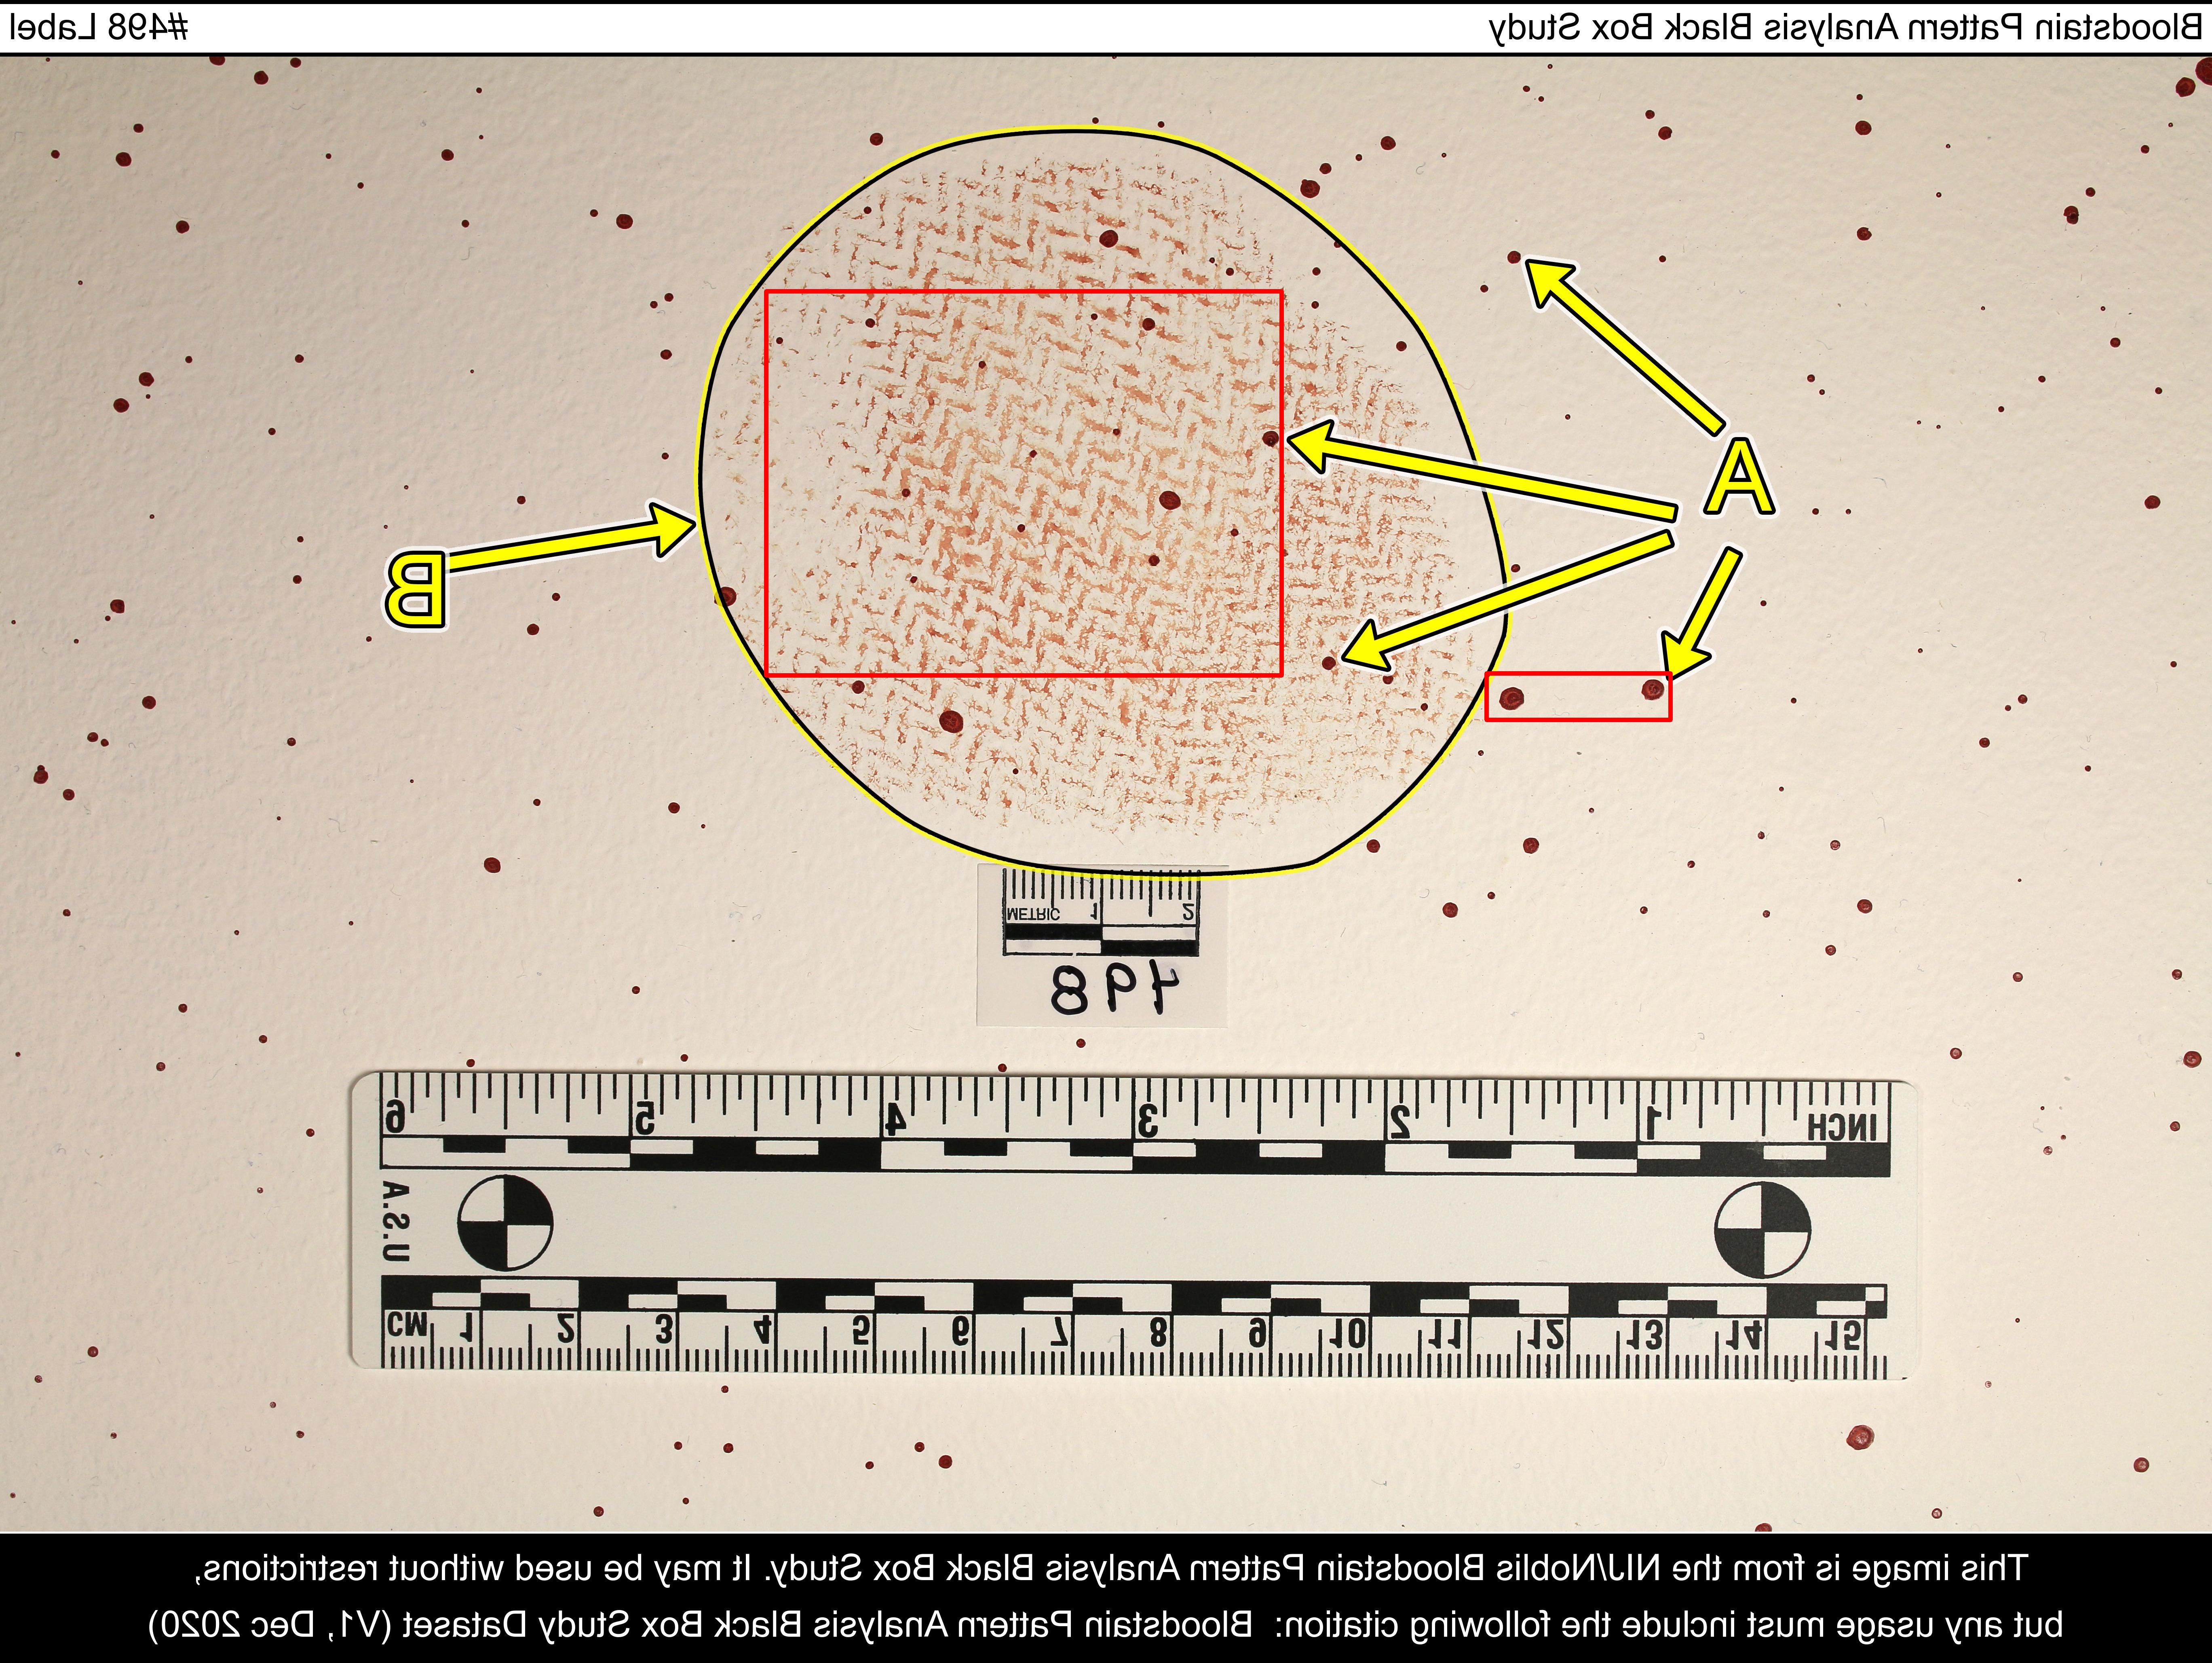 Bloodstain Pattern Analysis Black Box Study
#498 Label
A
B
METRIC 1 2
498
INCH 1 2 3 4 5 6
U.S.A
CM 1 2 3 4 5 6 7 8 9 10 11 12 13 14 15
This image is from the NIJ/Noblis Bloodstain Pattern Analysis Black Box Study. It may be used without restrictions,
but any usage must include the following citation:  Bloodstain Pattern Analysis Black Box Study Dataset (V1, Dec 2020)